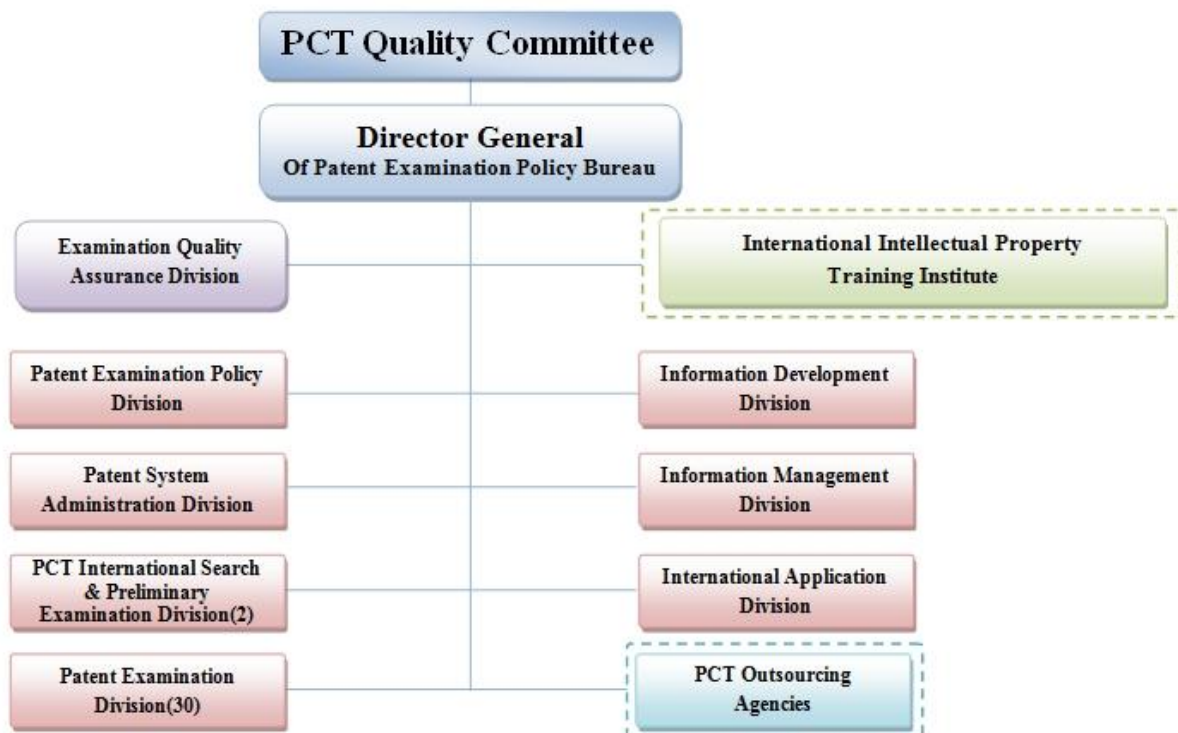 PCT Quality Committee
Director General
Of Patent Examination Policy Bureau
Examination Quality
Assurance Division
International Intellectual Property
Training Institute
Patent Examination Policy
Division
Information Development
Division
Patent System
Administration Division
Information Management
Division
PCT International Search
& Preliminary
Examination Division(2)
International Application
Division
Patent Examination
Division(30)
PCT Outsourcing
Agencies